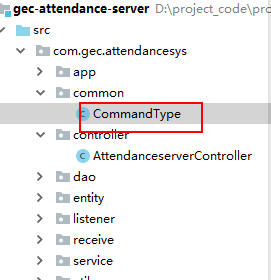 gec-attendance-server D:\project_code\pro
src
com.gec.attendancesys
app
common
CommandType
controller
AttendanceserverController
dao
entity
listener
receive
service